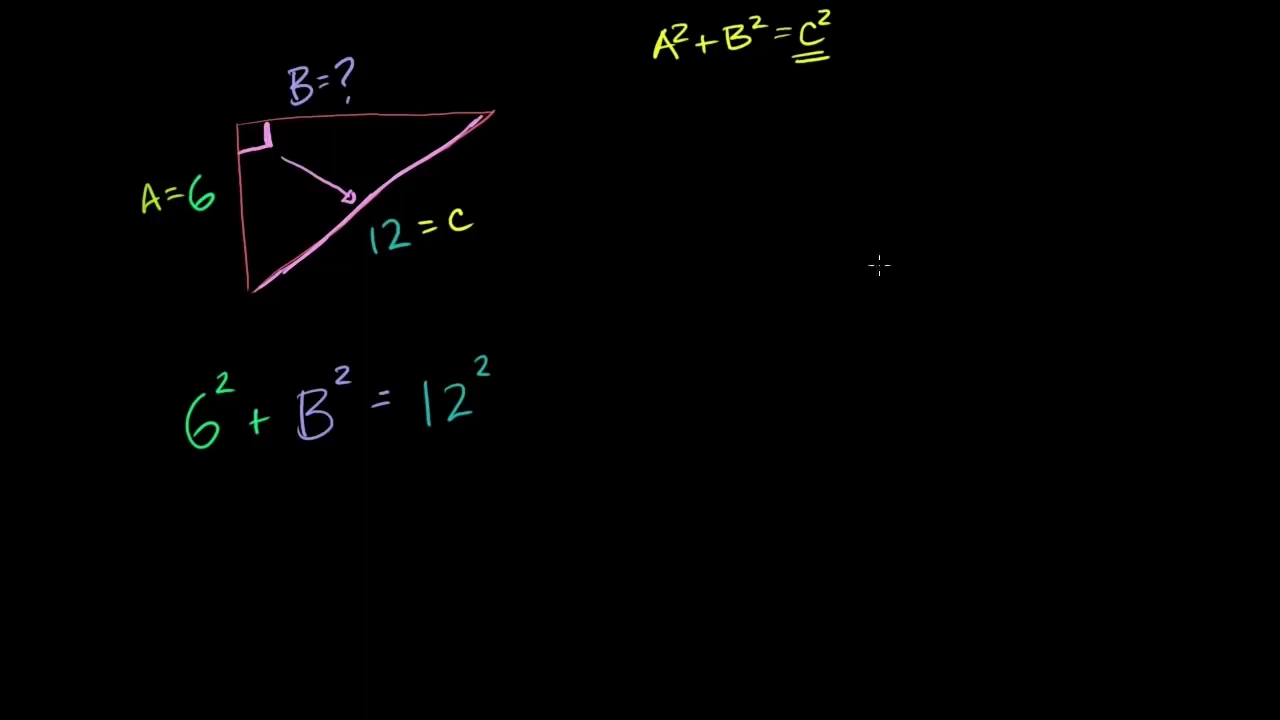 A²+B²=C²
B=?
A=6
12=C
6²+B²=12²